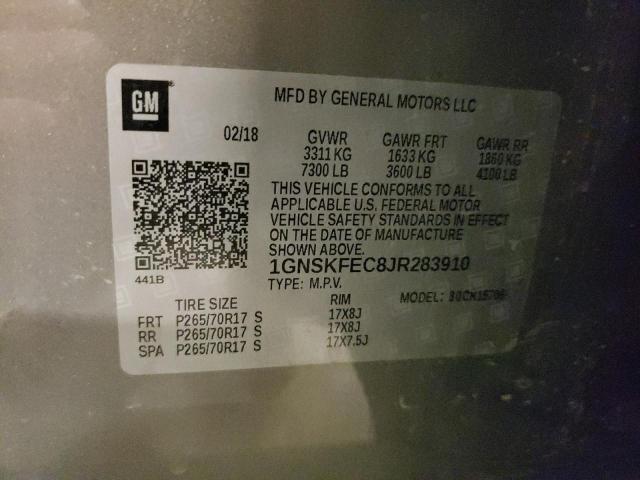 GM
MFD BY GENERAL MOTORS LLC
02/18 GVWR GAWR FRT GAWR RR
3311 KG 1633 KG 1860 KG
7300 LB 3600 LB 4100 LB
THIS VEHICLE CONFORMS TO ALL
APPLICABLE U.S. FEDERAL MOTOR
VEHICLE SAFETY STANDARDS IN EFFECT
ON THE DATE OF MANUFACTURE
SHOWN ABOVE.
1GNSKFEC8JR283910
441B TYPE: M.P.V. MODEL:
TIRE SIZE RIM
FRT P265/70R17 S 17X8J
RR P265/70R17 S 17X8J
SPA P265/70R17 S 17X7.5J